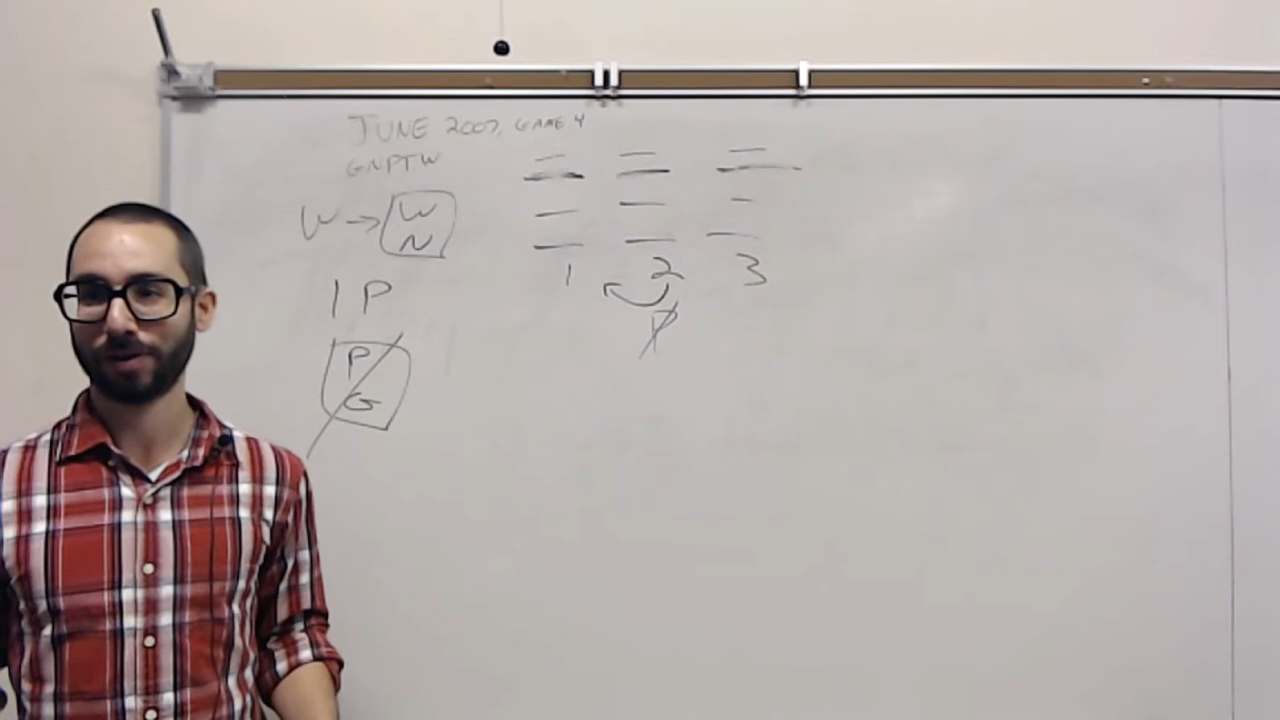 JUNE 2007, GAME 4
GNPTW
W → W
N
1 P
P
G
1 2 3
P